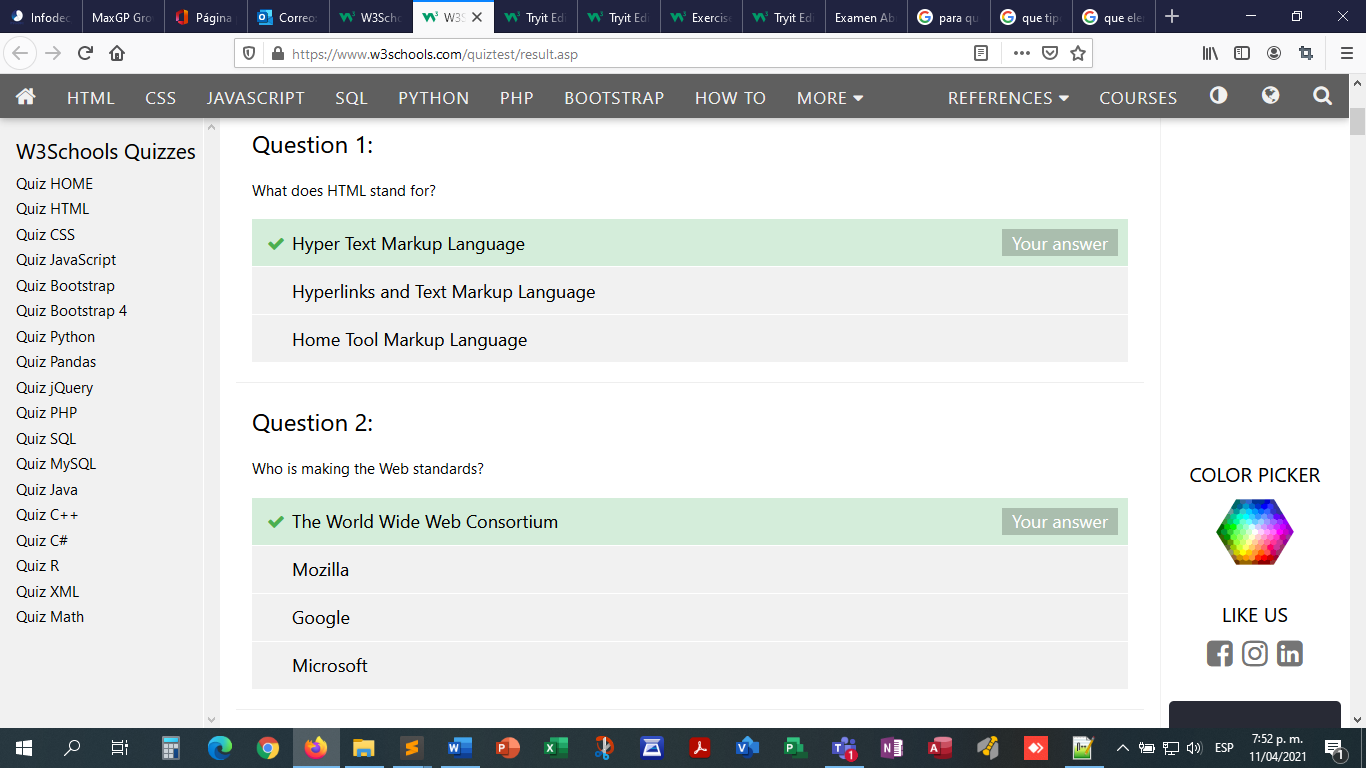 Infodec
MaxGP Gro
Página
Correo
W3Scho
W3S
Tryit Edi
Tryit Edi
Exercise
Tryit Edi
Examen Ab
para qu
que tip
que ele
https://www.w3schools.com/quiztest/result.asp
HTML CSS JAVASCRIPT SQL PYTHON PHP BOOTSTRAP HOW TO MORE REFERENCES COURSES
W3Schools Quizzes
Quiz HOME
Quiz HTML
Quiz CSS
Quiz JavaScript
Quiz Bootstrap
Quiz Bootstrap 4
Quiz Python
Quiz Pandas
Quiz jQuery
Quiz PHP
Quiz SQL
Quiz MySQL
Quiz Java
Quiz C++
Quiz C#
Quiz R
Quiz XML
Quiz Math
Question 1:
What does HTML stand for?
Hyper Text Markup Language Your answer
Hyperlinks and Text Markup Language
Home Tool Markup Language
Question 2:
Who is making the Web standards?
The World Wide Web Consortium Your answer
Mozilla
Google
Microsoft
COLOR PICKER
LIKE US
ESP
7:52 p. m.
11/04/2021
1